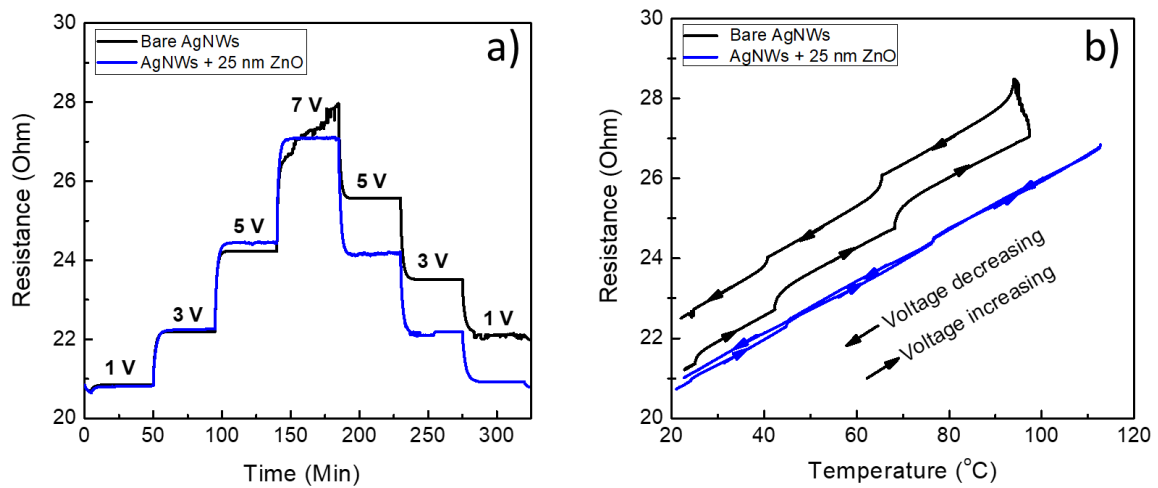 a)
Bare AgNWs
AgNWs + 25 nm ZnO
Resistance (Ohm)
30
28
26
24
22
20
1 V
3 V
5 V
7 V
5 V
3 V
1 V
0 50 100 150 200 250 300
Time (Min)
b)
Bare AgNWs
AgNWs + 25 nm ZnO
Resistance (Ohm)
30
28
26
24
22
20
Voltage decreasing
Voltage increasing
20 40 60 80 100 120
Temperature (°C)